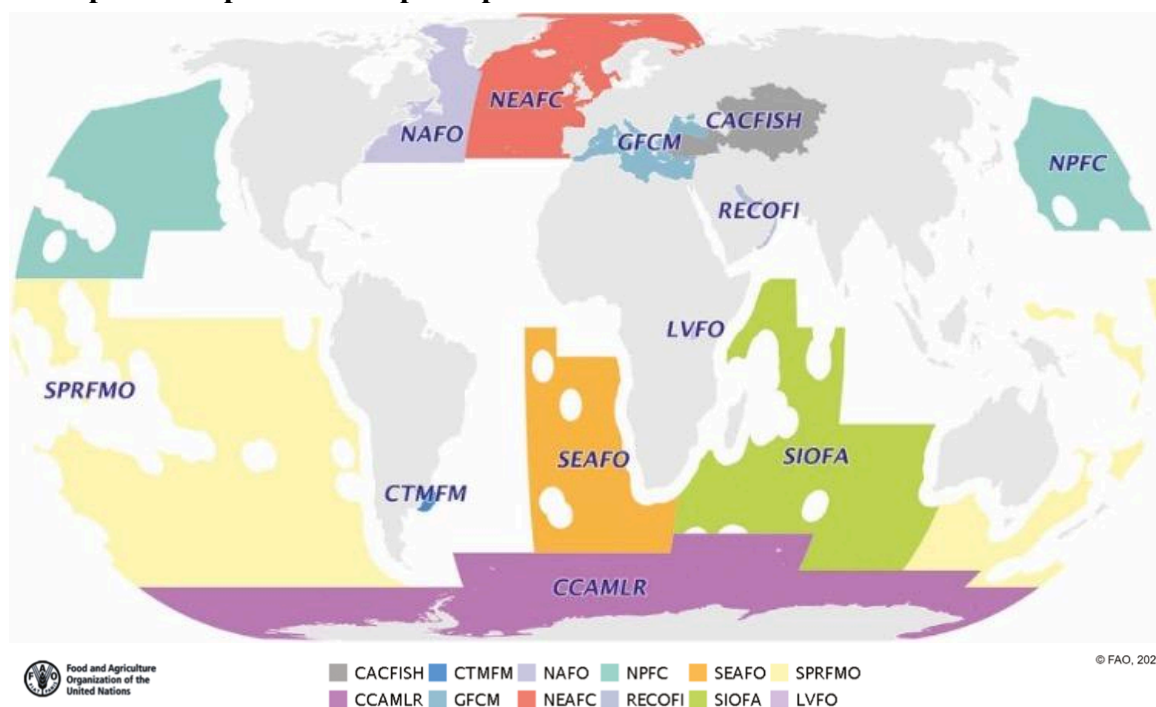 NEAFC
NAFO
CACFISH
GFCM
NPFC
RECOFI
LVFO
SPRFMO
SEAFO
SIOFA
CTMFM
CCAMLR
© FAO, 202
Food and Agriculture
Organization of the
United Nations
CACFISH CTMFM NAFO NPFC SEAFO SPRFMO
CCAMLR GFCM NEAFC RECOFI SIOFA LVFO